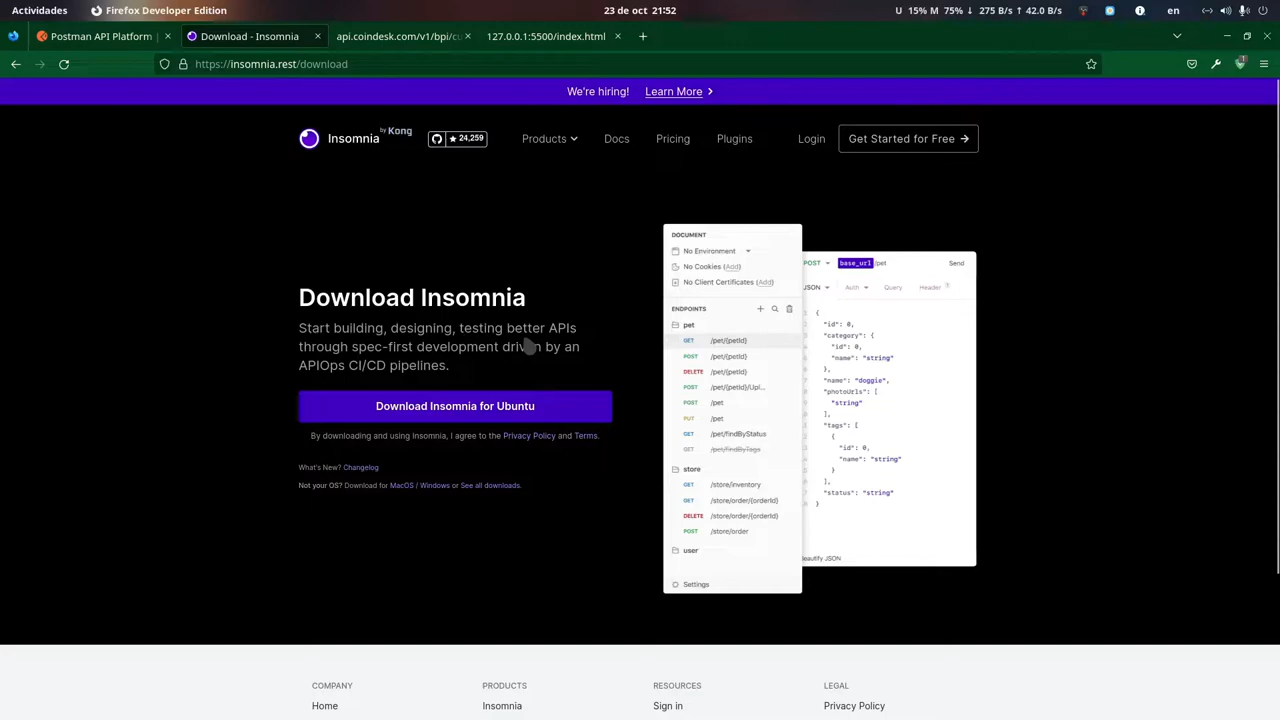 Actividades
Firefox Developer Edition
23 de oct 21:52
U 15% M 75% ↓ 275 B/s ↑ 42.0 B/s
en
Postman API Platform
Download - Insomnia
api.coindesk.com/v1/bpi/cu
127.0.0.1:5500/index.html
https://insomnia.rest/download
We're hiring! Learn More
Insomnia by Kong
24,259
Products
Docs
Pricing
Plugins
Login
Get Started for Free →
Download Insomnia
Start building, designing, testing better APIs
through spec-first development driven by an
APIOps CI/CD pipelines.
Download Insomnia for Ubuntu
By downloading and using Insomnia, I agree to the Privacy Policy and Terms.
What's New? Changelog
Not your OS? Download for MacOS / Windows or See all downloads.
DOCUMENT
No Environment
No Cookies (Add)
No Client Certificates (Add)
ENDPOINTS
pet
GET /pet/{petId}
POST /pet/{petId}
DELETE /pet/{petId}
POST /pet/{petId}/Upl...
POST /pet
PUT /pet
GET /pet/findByStatus
GET /pet/findByTags
store
GET /store/inventory
GET /store/order/{orderId}
DELETE /store/order/{orderId}
POST /store/order
user
Settings
POST base_url/pet Send
JSON Auth Query Header
{
"id": 0,
"category": {
"id": 0,
"name": "string"
},
"name": "doggie",
"photoUrls": [
"string"
],
"tags": [
{
"id": 0,
"name": "string"
}
],
"status": "string"
}
eautify JSON
COMPANY
Home
PRODUCTS
Insomnia
RESOURCES
Sign in
LEGAL
Privacy Policy